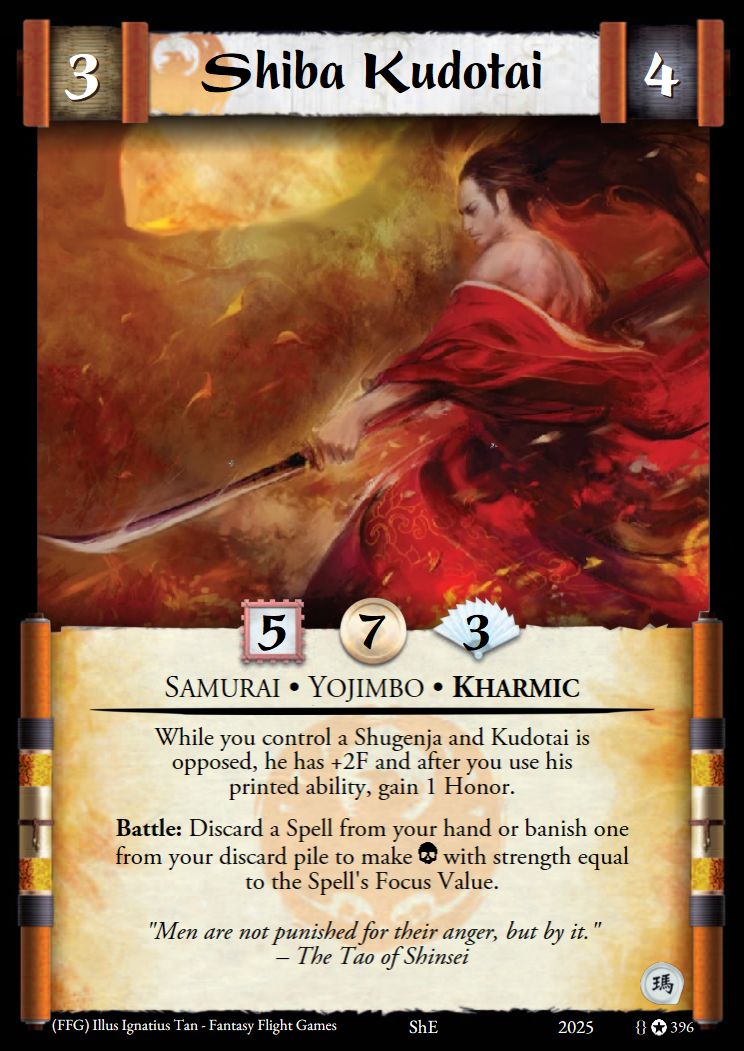 3 Shiba Kudotai 4
5 7 3
SAMURAI • YOJIMBO • KHARMIC
While you control a Shugenja and Kudotai is
opposed, he has +2F and after you use his
printed ability, gain 1 Honor.
Battle: Discard a Spell from your hand or banish one
from your discard pile to make 💀 with strength equal
to the Spell's Focus Value.
"Men are not punished for their anger, but by it."
– The Tao of Shinsei
瑪
(FFG) Illus Ignatius Tan - Fantasy Flight Games ShE 2025 {} ✪ 396